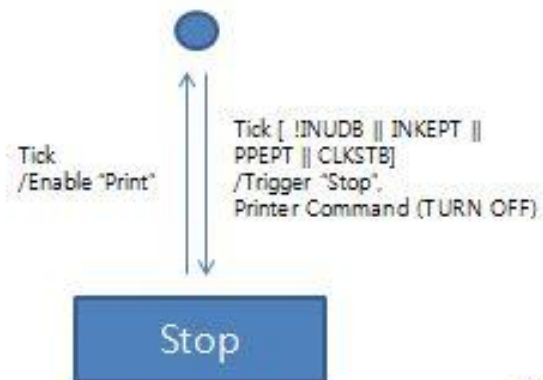 Tick
/Enable "Print"
Tick [ !INUDB || INKEPT ||
PPEPT || CLKSTB]
/Trigger "Stop",
Printer Command (TURN OFF)
Stop